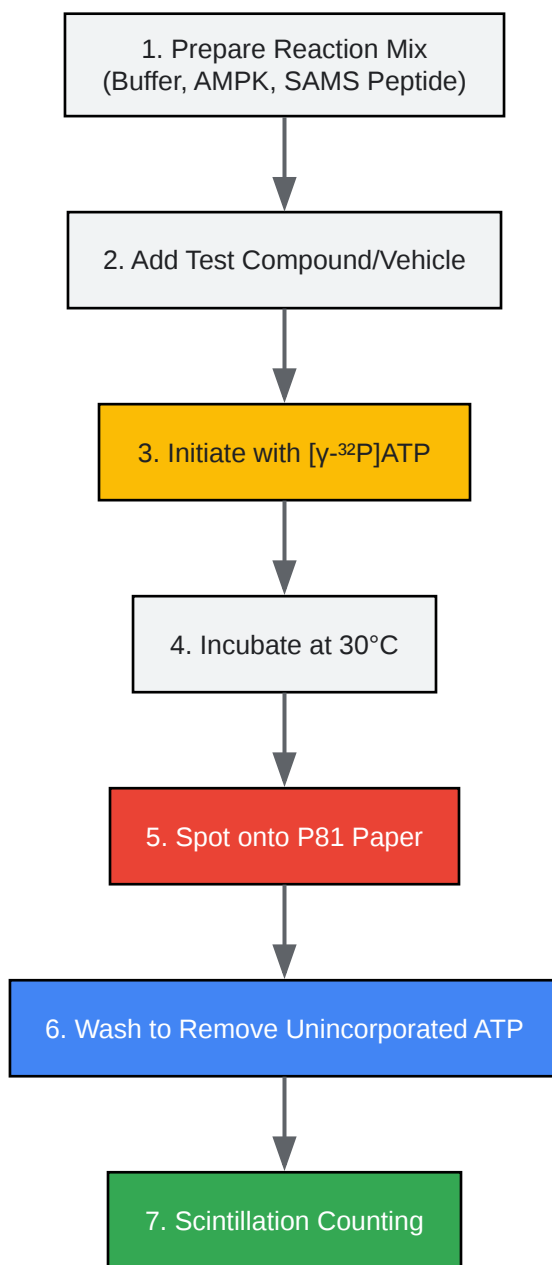 1. Prepare Reaction Mix
(Buffer, AMPK, SAMS Peptide)
2. Add Test Compound/Vehicle
3. Initiate with [γ-³²P]ATP
4. Incubate at 30°C
5. Spot onto P81 Paper
6. Wash to Remove Unincorporated ATP
7. Scintillation Counting